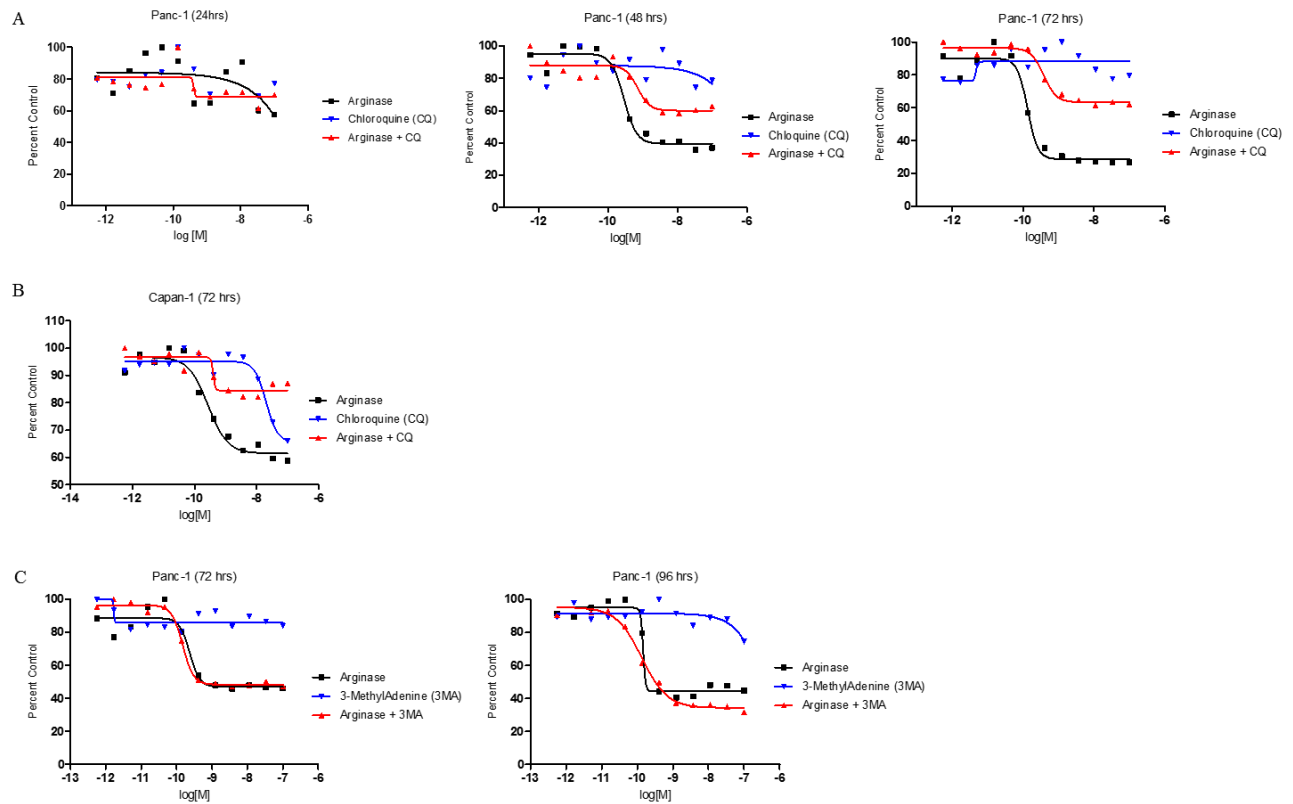 A
Panc-1 (24hrs)
100
80
60
40
20
0
Percent Control
-12
-10
-8
-6
log [M]
Arginase
Chloroquine (CQ)
Arginase + CQ
Panc-1 (48 hrs)
100
80
60
40
20
0
Percent Control
-12
-10
-8
-6
log[M]
Arginase
Chloquine (CQ)
Arginase + CQ
Panc-1 (72 hrs)
100
80
60
40
20
0
Percent Control
-12
-10
-8
-6
log[M]
Arginase
Chloroquine (CQ)
Arginase + CQ
B
Capan-1 (72 hrs)
110
100
90
80
70
60
50
Percent Control
-14
-12
-10
-8
-6
log[M]
Arginase
Chloroquine (CQ)
Arginase + CQ
C
Panc-1 (72 hrs)
100
80
60
40
20
0
Percent Control
-13
-12
-11
-10
-9
-8
-7
-6
log[M]
Arginase
3-MethylAdenine (3MA)
Arginase + 3MA
Panc-1 (96 hrs)
100
80
60
40
20
0
Percent Control
-13
-12
-11
-10
-9
-8
-7
-6
log[M]
Arginase
3-MethylAdenine (3MA)
Arginase + 3MA